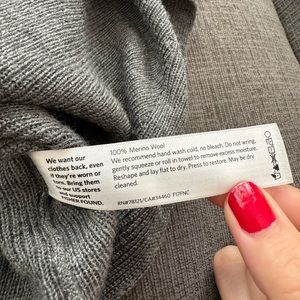 We want our
clothes back, even
if they're worn or
torn. Bring them
to our US stores
and support
FISHER FOUND.
100% Merino Wool
We recommend hand wash cold, no bleach. Do not wring,
gently squeeze or roll in towel to remove excess moisture.
Reshape and lay flat to dry. Press to restore. May be dry
cleaned.
RN#78321/CA#34460 F17FNC